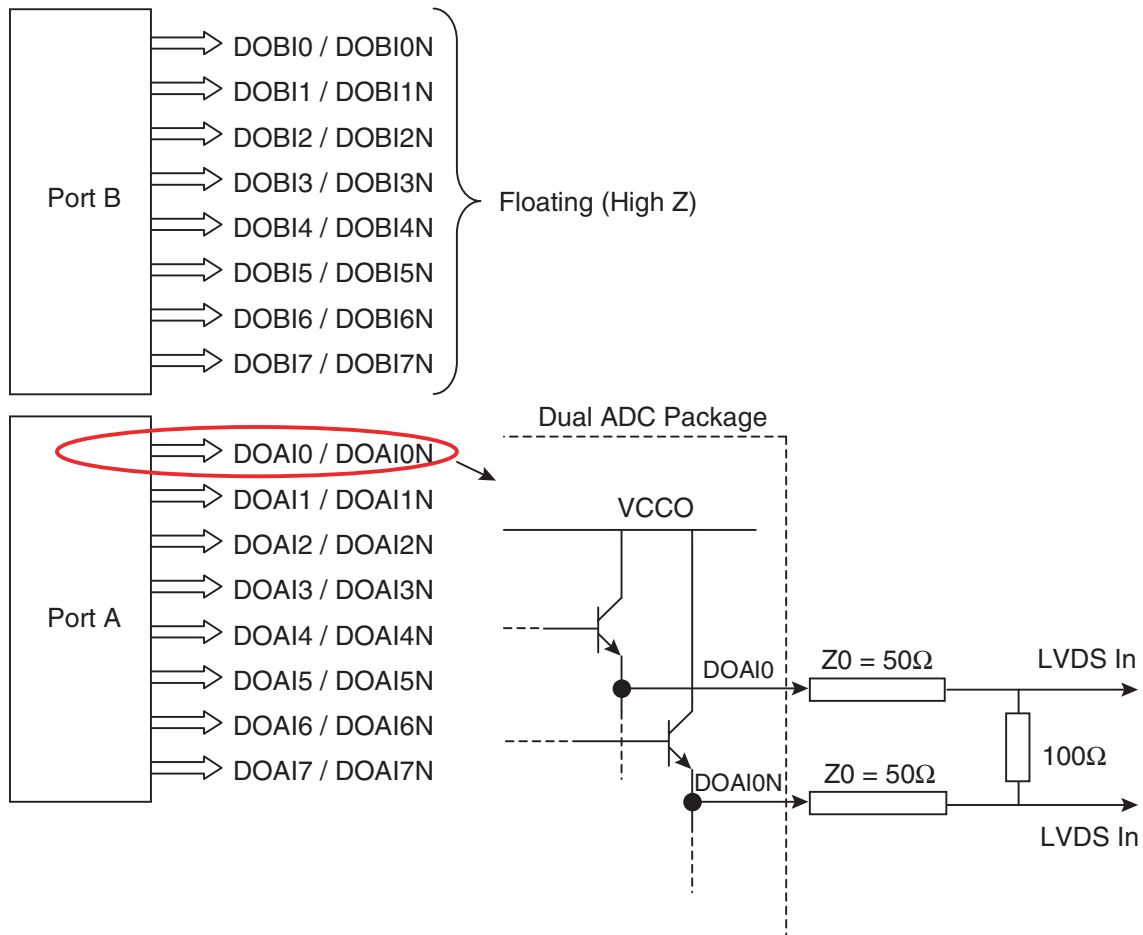 Port B
DOBI0 / DOBI0N
DOBI1 / DOBI1N
DOBI2 / DOBI2N
DOBI3 / DOBI3N
DOBI4 / DOBI4N
DOBI5 / DOBI5N
DOBI6 / DOBI6N
DOBI7 / DOBI7N
Floating (High Z)
Port A
DOAI0 / DOAI0N
DOAI1 / DOAI1N
DOAI2 / DOAI2N
DOAI3 / DOAI3N
DOAI4 / DOAI4N
DOAI5 / DOAI5N
DOAI6 / DOAI6N
DOAI7 / DOAI7N
Dual ADC Package
VCCO
DOAI0
Z0 = 50Ω
LVDS In
100Ω
DOAI0N
Z0 = 50Ω
LVDS In